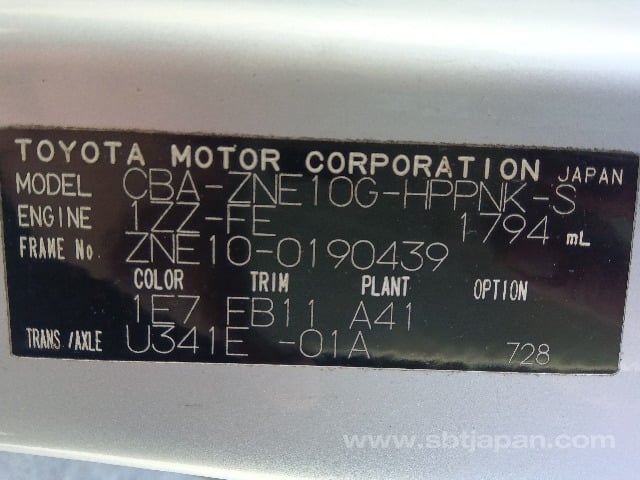 TOYOTA MOTOR CORPORATION JAPAN
MODEL CBA-ZNE10G-HPPNK-S
ENGINE 1ZZ-FE 1794 mL
FRAME No ZNE10-0190439
COLOR TRIM PLANT OPTION
1E7 FB11 A41
TRANS./AXLE U341E -01A 728
www.sbtjapan.com